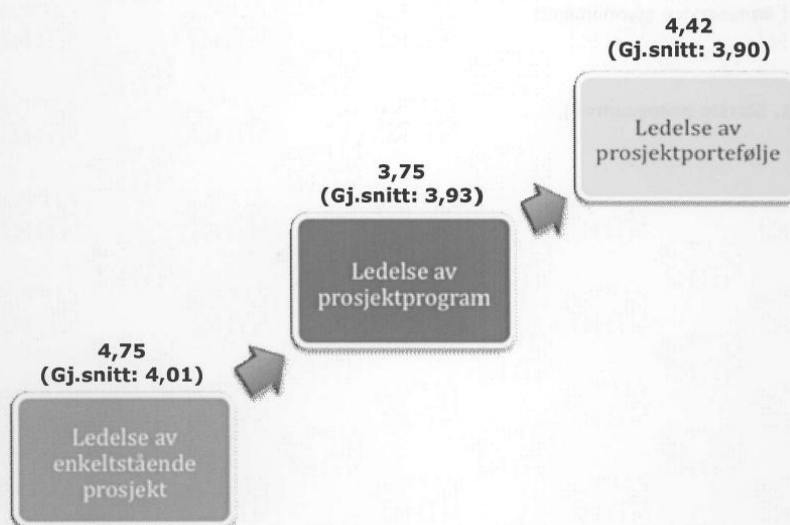 4,42
(Gj.snitt: 3,90)
Ledelse av
prosjektportefølje
3,75
(Gj.snitt: 3,93)
Ledelse av
prosjektprogram
4,75
(Gj.snitt: 4,01)
Ledelse av
enkeltstående
prosjekt